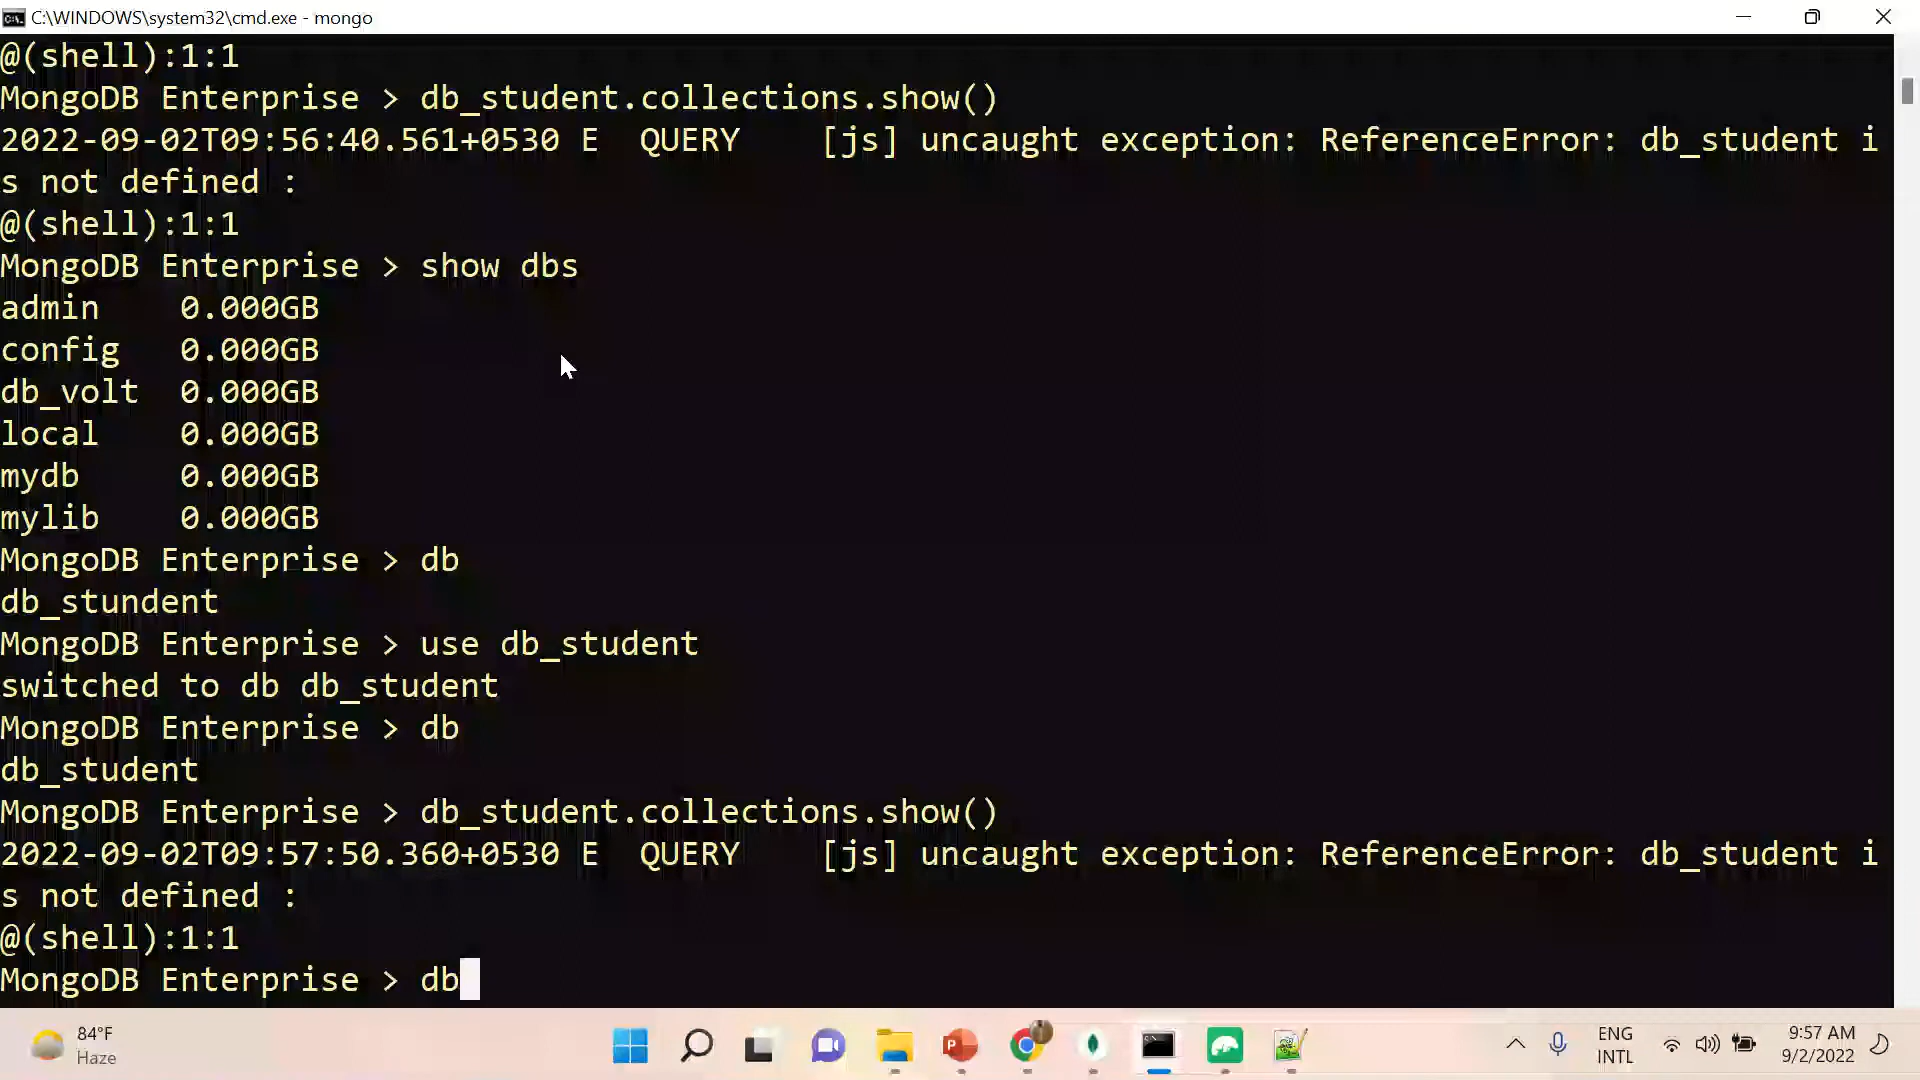 C:\WINDOWS\system32\cmd.exe - mongo
@(shell):1:1
MongoDB Enterprise > db_student.collections.show()
2022-09-02T09:56:40.561+0530 E  QUERY    [js] uncaught exception: ReferenceError: db_student i
s not defined :
@(shell):1:1
MongoDB Enterprise > show dbs
admin    0.000GB
config   0.000GB
db_volt  0.000GB
local    0.000GB
mydb     0.000GB
mylib    0.000GB
MongoDB Enterprise > db
db_stundent
MongoDB Enterprise > use db_student
switched to db db_student
MongoDB Enterprise > db
db_student
MongoDB Enterprise > db_student.collections.show()
2022-09-02T09:57:50.360+0530 E  QUERY    [js] uncaught exception: ReferenceError: db_student i
s not defined :
@(shell):1:1
MongoDB Enterprise > db
84°F
Haze
ENG
INTL
9:57 AM
9/2/2022